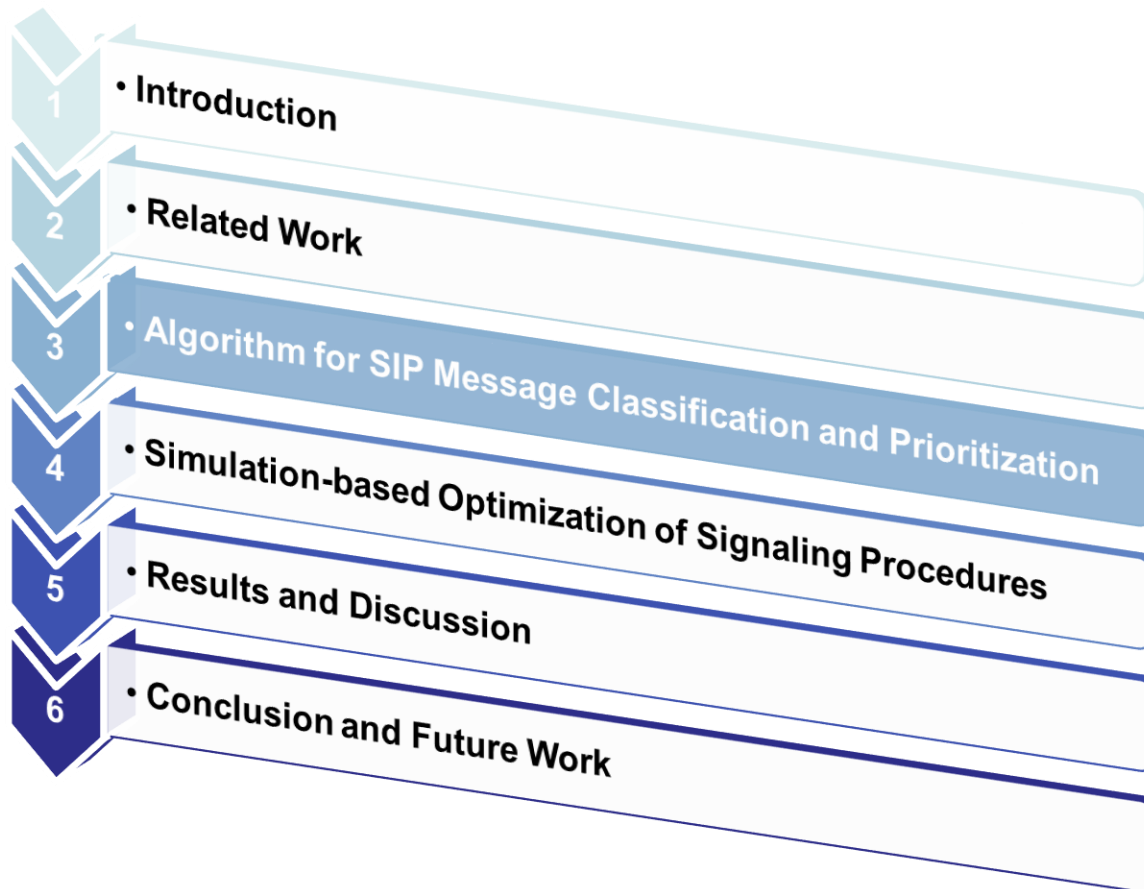 1
• Introduction
2
• Related Work
3
• Algorithm for SIP Message Classification and Prioritization
4
• Simulation-based Optimization of Signaling Procedures
5
• Results and Discussion
6
• Conclusion and Future Work